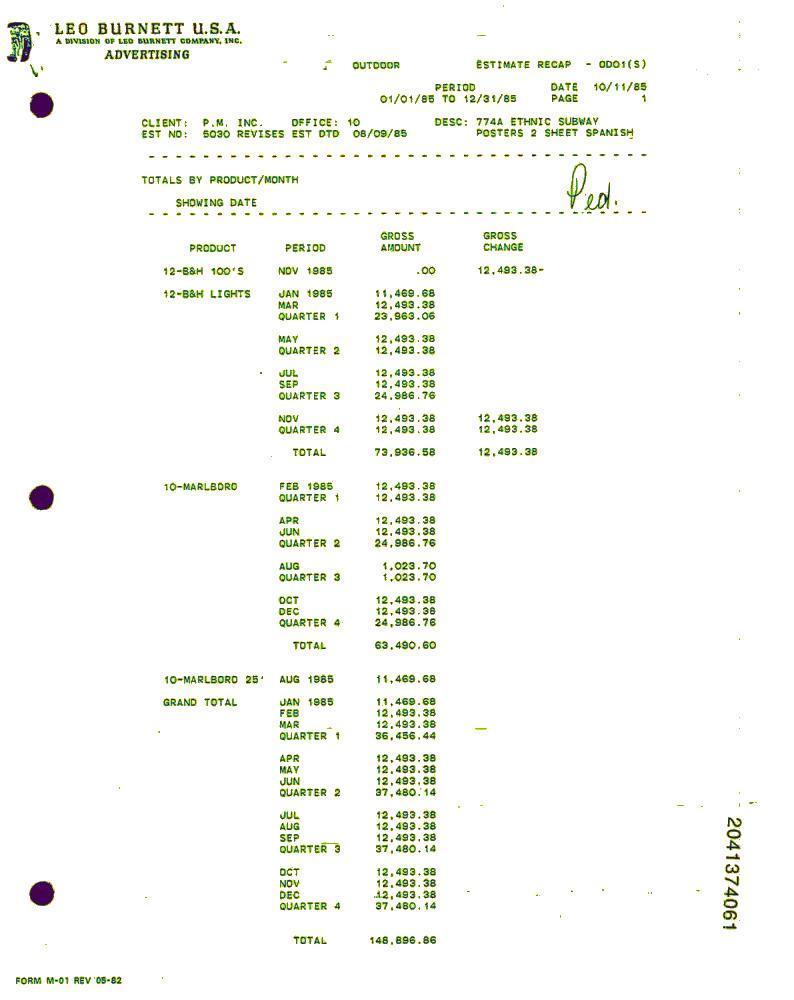 LEO BURNETT U.S.A.
A DIVISION OF LEO BURNETT COMPANY, INC.
ADVERTISING
OUTDOOR ESTIMATE RECAP - OD01(S)
PERIOD DATE 10/11/85
01/01/85 TO 12/31/85 PAGE 1
CLIENT: P.M. INC. OFFICE: 10 DESC: 774A ETHNIC SUBWAY
EST NO: 5030 REVISES EST DTD 08/09/85 POSTERS 2 SHEET SPANISH
TOTALS BY PRODUCT/MONTH
Ped.
SHOWING DATE
GROSS GROSS
PRODUCT PERIOD AMOUNT CHANGE
12-B&H 100'S NOV 1985 .00 12,493.38-
12-B&H LIGHTS JAN 1985 11,469.68
MAR 12,493.38
QUARTER 1 23,963.06
MAY 12,493.38
QUARTER 2 12,493.38
JUL 12,493.38
SEP 12,493.38
QUARTER 3 24,986.76
NOV 12,493.38 12,493.38
QUARTER 4 12,493.38 12,493.38
TOTAL 73,936.58 12,493.38
10-MARLBORO FEB 1985 12,493.38
QUARTER 1 12,493.38
APR 12,493.38
JUN 12,493.38
QUARTER 2 24,986.76
AUG 1,023.70
QUARTER 3 1,023.70
OCT 12,493.38
DEC 12,493.38
QUARTER 4 24,986.76
TOTAL 63,490.60
10-MARLBORO 25' AUG 1985 11,469.68
GRAND TOTAL JAN 1985 11,469.68
FEB 12,493.38
MAR 12,493.38
QUARTER 1 36,456.44
APR 12,493.38
MAY 12,493.38
JUN 12,493.38
QUARTER 2 37,480.14
JUL 12,493.38
AUG 12,493.38
SEP 12,493.38
QUARTER 3 37,480.14
OCT 12,493.38
NOV 12,493.38
DEC 12,493.38
QUARTER 4 37,480.14
TOTAL 148,896.86
2041374061
FORM M-01 REV 05-82